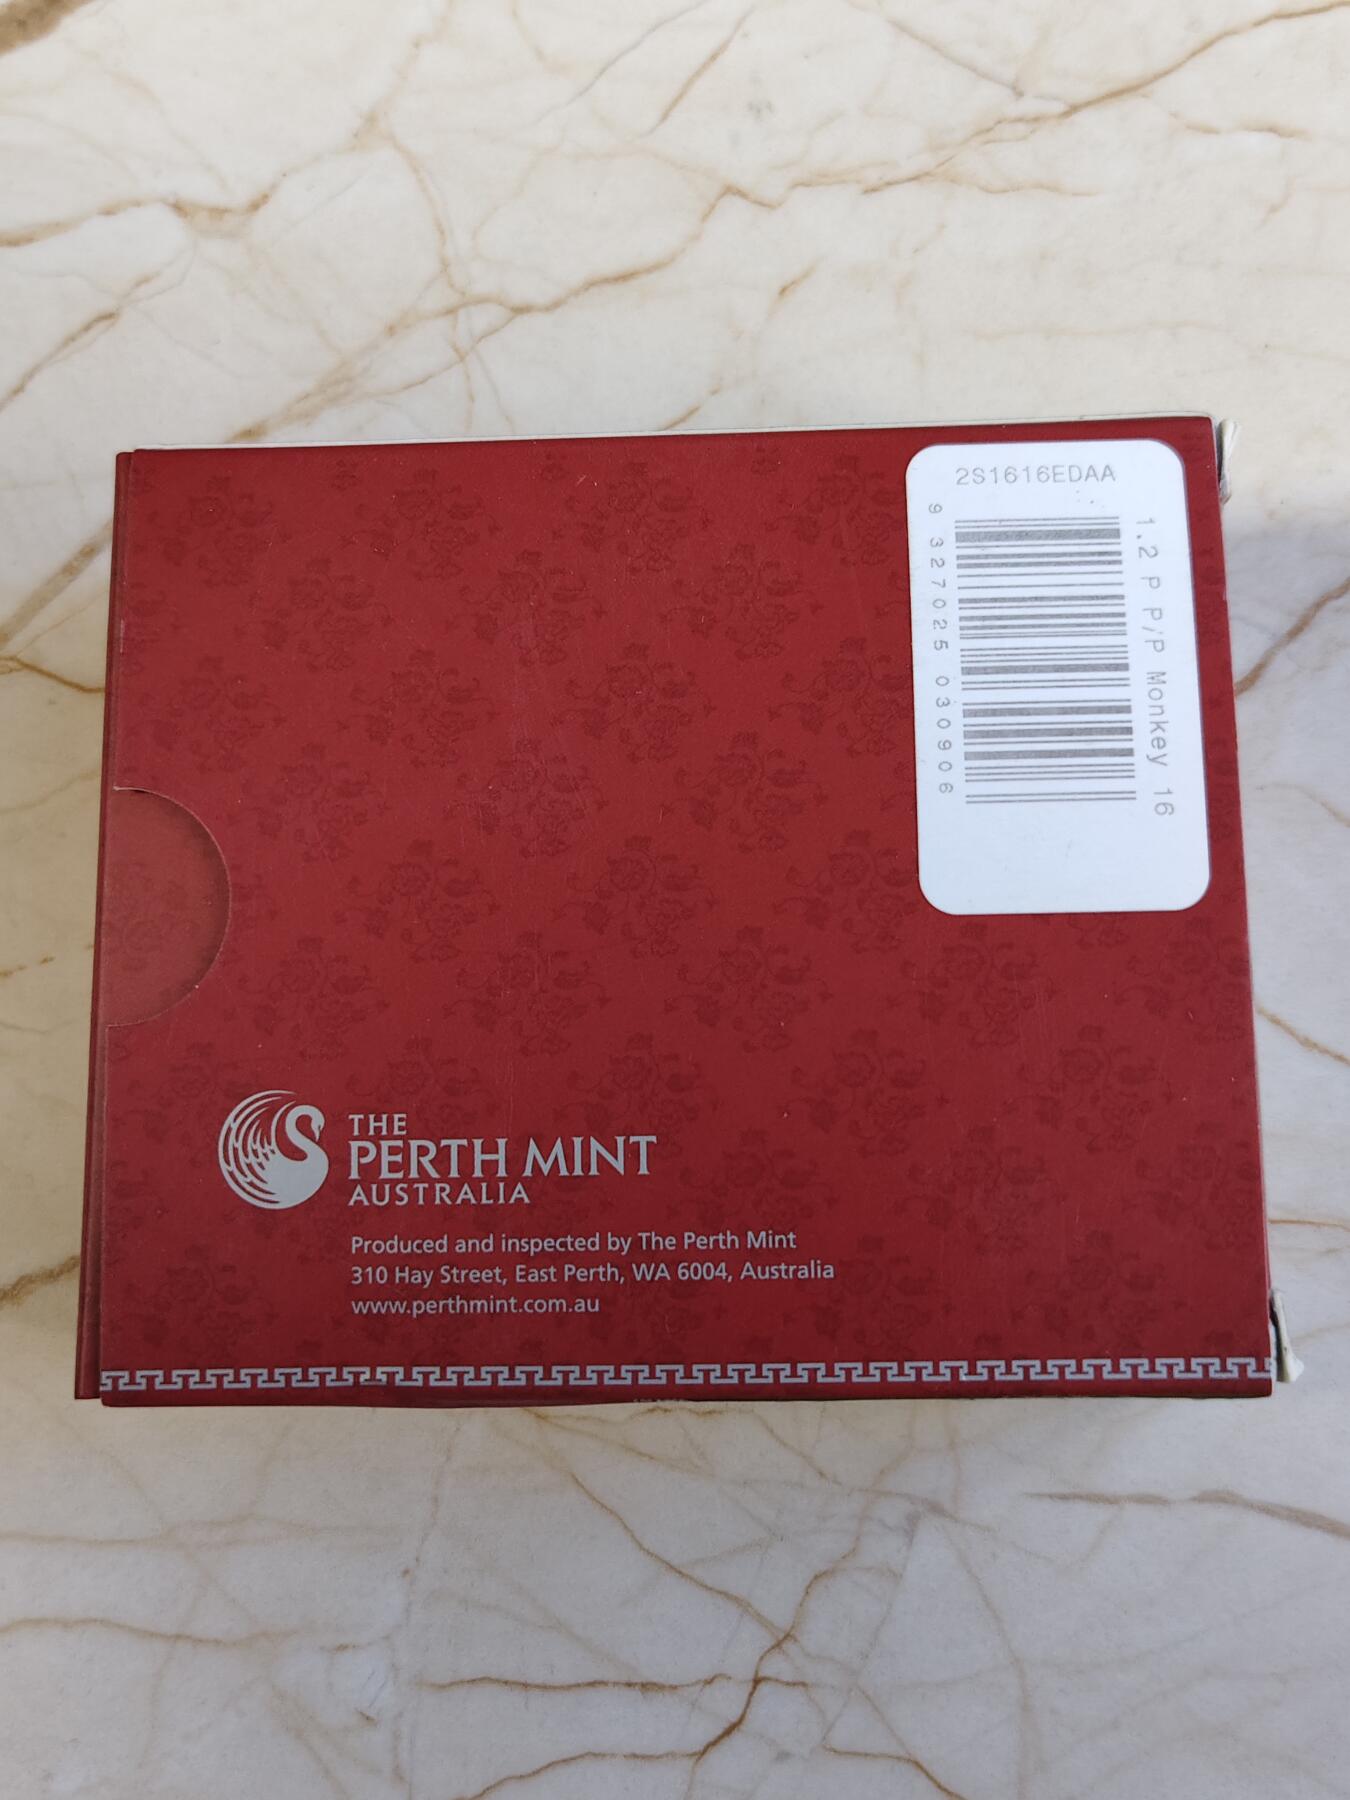 2S1616EDAA
1.2 P P/P Monkey 16
9 327025 030906
THE
PERTH MINT
AUSTRALIA
Produced and inspected by The Perth Mint
310 Hay Street, East Perth, WA 6004, Australia
www.perthmint.com.au